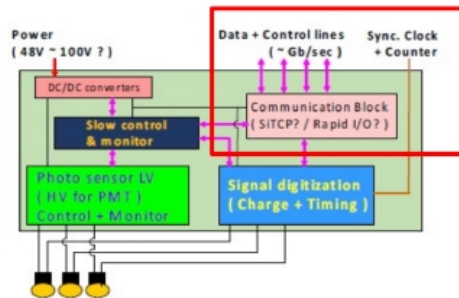 Power
( 48V ~ 100V ? )
Data + Control lines
( ~ Gb/sec )
Sync. Clock
+ Counter
DC/DC converters
Communication Block
( SiTCP? / Rapid I/O? )
Slow control
& monitor
Photo sensor LV
( HV for PMT )
Control + Monitor
Signal digitization
( Charge + Timing )